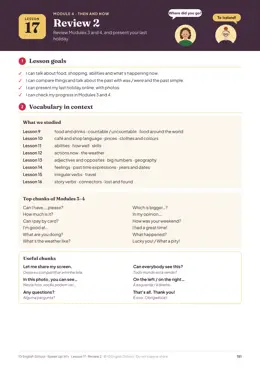 LESSON
17
MODULE 4 THEN AND NOW
Review 2
Review Modules 3 and 4, and present your last
holiday
Where did you go?
To Iceland!
1 Lesson goals
✓ I can talk about food, shopping, abilities and what's happening now.
✓ I can compare things and talk about the past with was / were and the past simple.
✓ I can present my last holiday online, with photos.
✓ I can check my progress in Modules 3 and 4.
2 Vocabulary in context
What we studied
Lesson 9 food and drinks · countable / uncountable · food around the world
Lesson 10 café and shop language · prices · clothes and colours
Lesson 11 abilities · how well · skills
Lesson 12 actions now · the weather
Lesson 13 adjectives and opposites · big numbers · geography
Lesson 14 feelings · past time expressions · years and dates
Lesson 15 irregular verbs · travel
Lesson 16 story verbs · connectors · lost and found
Top chunks of Modules 3–4
Can I have… please?
How much is it?
Can I pay by card?
I'm good at…
What are you doing?
What's the weather like?
Which is bigger…?
In my opinion…
How was your weekend?
I had a great time!
What happened?
Lucky you! / What a pity!
Useful chunks
Let me share my screen.
In this photo, you can see…
Any questions?
Alguma pergunta?
Can everybody see this?
On the left / on the right…
That's all. Thank you!